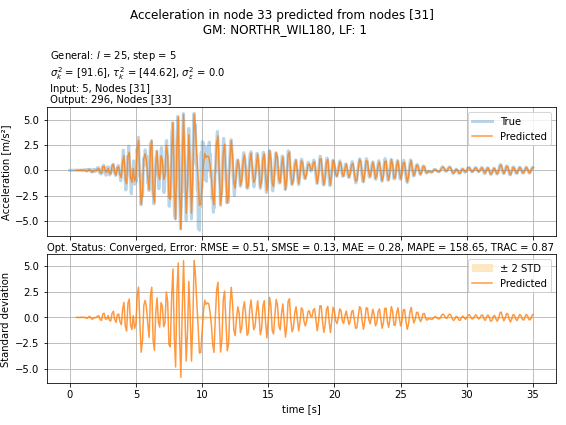 Acceleration in node 33 predicted from nodes [31]
GM: NORTHR_WIL180, LF: 1
General: l = 25, step = 5
σ²ₖ = [91.6], τ²ₖ = [44.62], σ²ε = 0.0
Input: 5, Nodes [31]
Output: 296, Nodes [33]
Acceleration [m/s²]
5.0
2.5
0.0
−2.5
−5.0
True
Predicted
Opt. Status: Converged, Error: RMSE = 0.51, SMSE = 0.13, MAE = 0.28, MAPE = 158.65, TRAC = 0.87
Standard deviation
5.0
2.5
0.0
−2.5
−5.0
± 2 STD
Predicted
0 5 10 15 20 25 30 35
time [s]